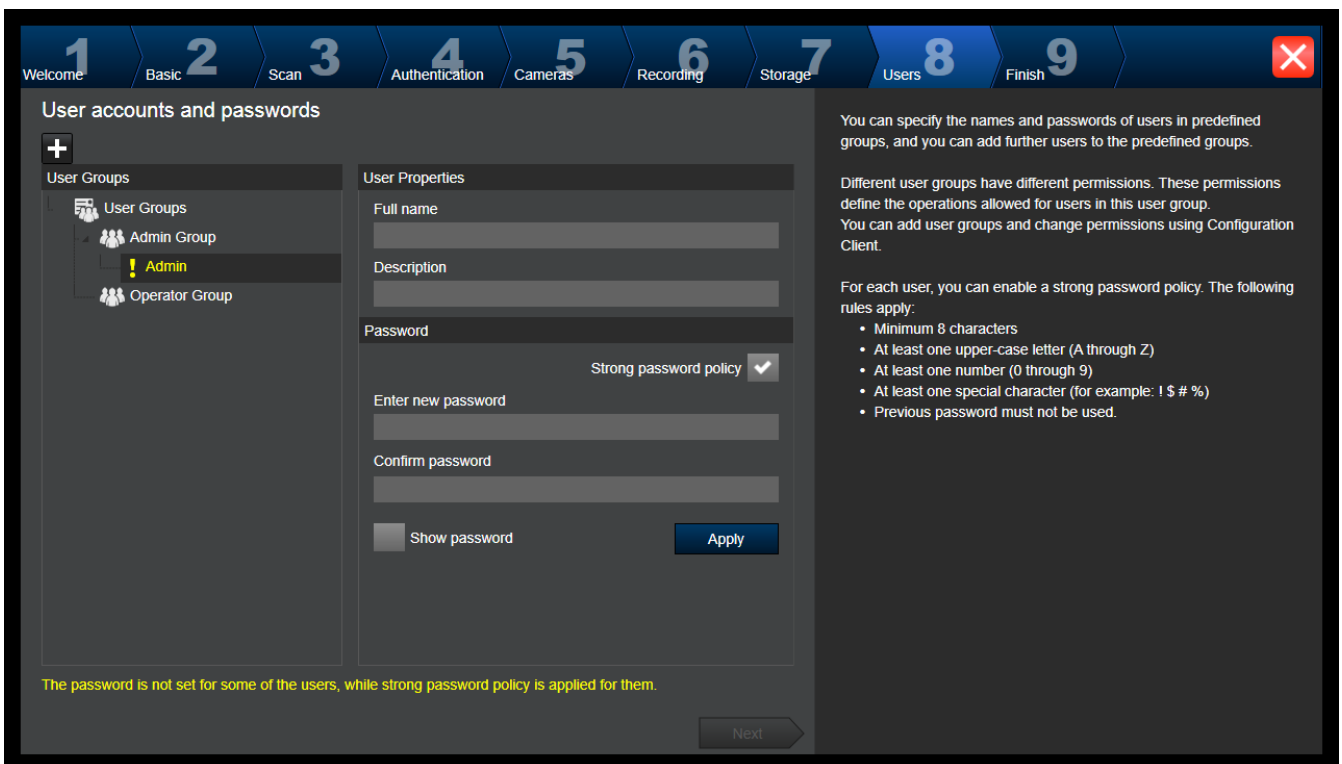 1 Welcome
2 Basic
3 Scan
4 Authentication
5 Cameras
6 Recording
7 Storage
8 Users
9 Finish
User accounts and passwords
User Groups
User Groups
Admin Group
Admin
Operator Group
User Properties
Full name
Description
Password
Strong password policy
Enter new password
Confirm password
Show password
Apply
The password is not set for some of the users, while strong password policy is applied for them.
Next
You can specify the names and passwords of users in predefined
groups, and you can add further users to the predefined groups.
Different user groups have different permissions. These permissions
define the operations allowed for users in this user group.
You can add user groups and change permissions using Configuration
Client.
For each user, you can enable a strong password policy. The following
rules apply:
• Minimum 8 characters
• At least one upper-case letter (A through Z)
• At least one number (0 through 9)
• At least one special character (for example: ! $ # %)
• Previous password must not be used.